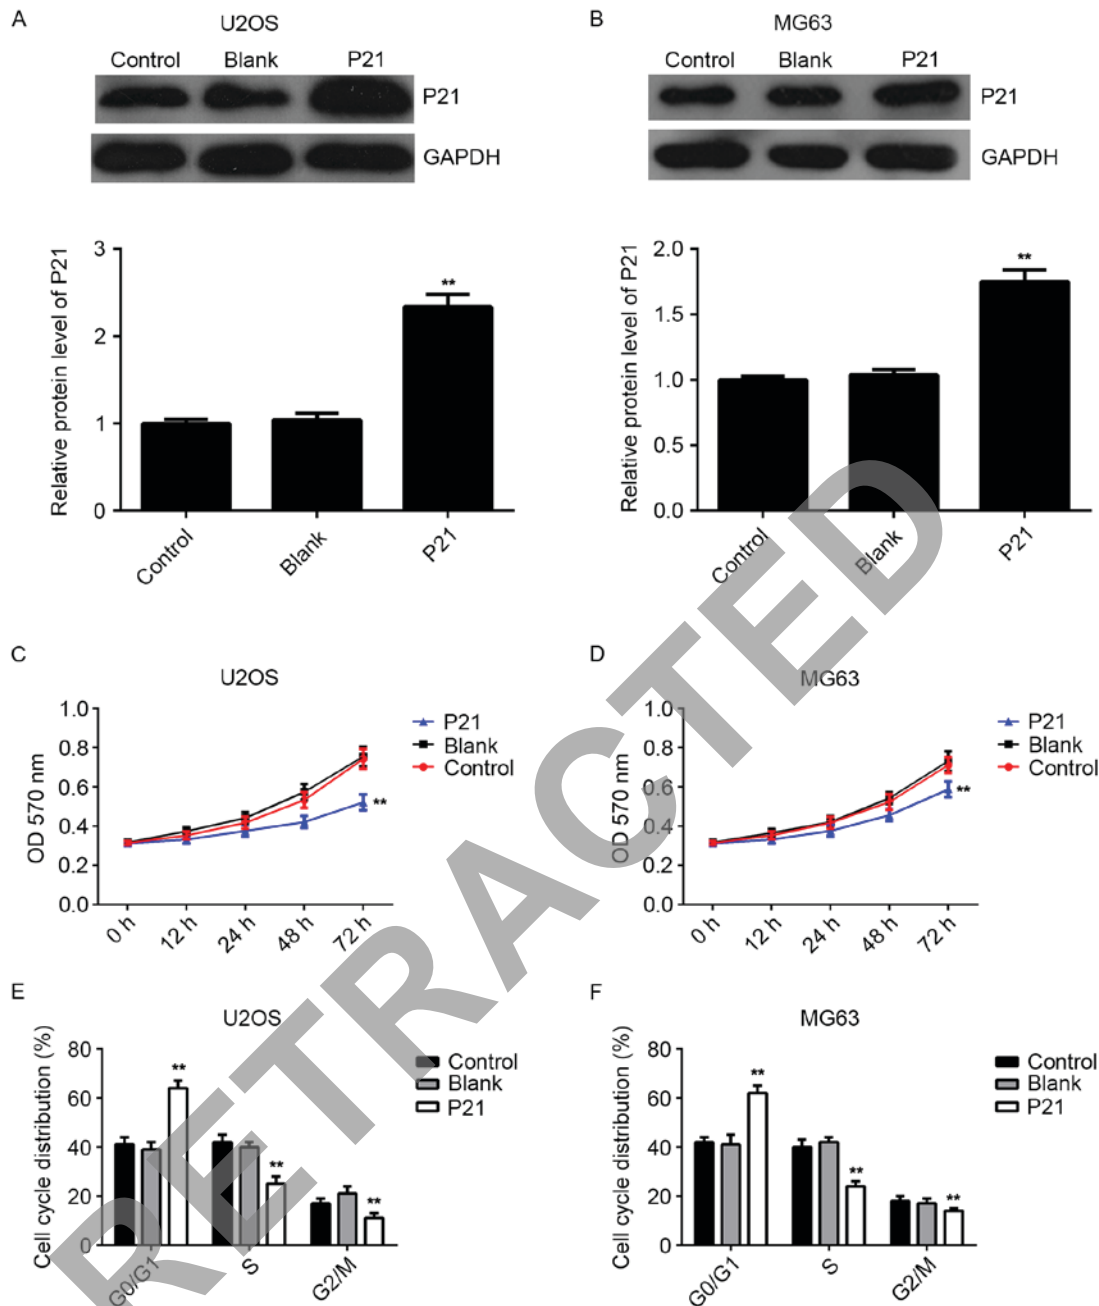 A
U2OS
Control Blank P21
P21
GAPDH
Relative protein level of P21
3
2
1
0
**
Control Blank P21
B
MG63
Control Blank P21
P21
GAPDH
Relative protein level of P21
2.0
1.5
1.0
0.5
0.0
**
Control Blank P21
C
U2OS
OD 570 nm
1.0
0.8
0.6
0.4
0.2
0.0
P21
Blank
Control
**
0 h 12 h 24 h 48 h 72 h
D
MG63
OD 570 nm
1.0
0.8
0.6
0.4
0.2
0.0
P21
Blank
Control
**
0 h 12 h 24 h 48 h 72 h
E
U2OS
Cell cycle distribution (%)
80
60
40
20
0
** ** **
Control
Blank
P21
G0/G1 S G2/M
F
MG63
Cell cycle distribution (%)
80
60
40
20
0
** ** **
Control
Blank
P21
G0/G1 S G2/M
RETRACTED